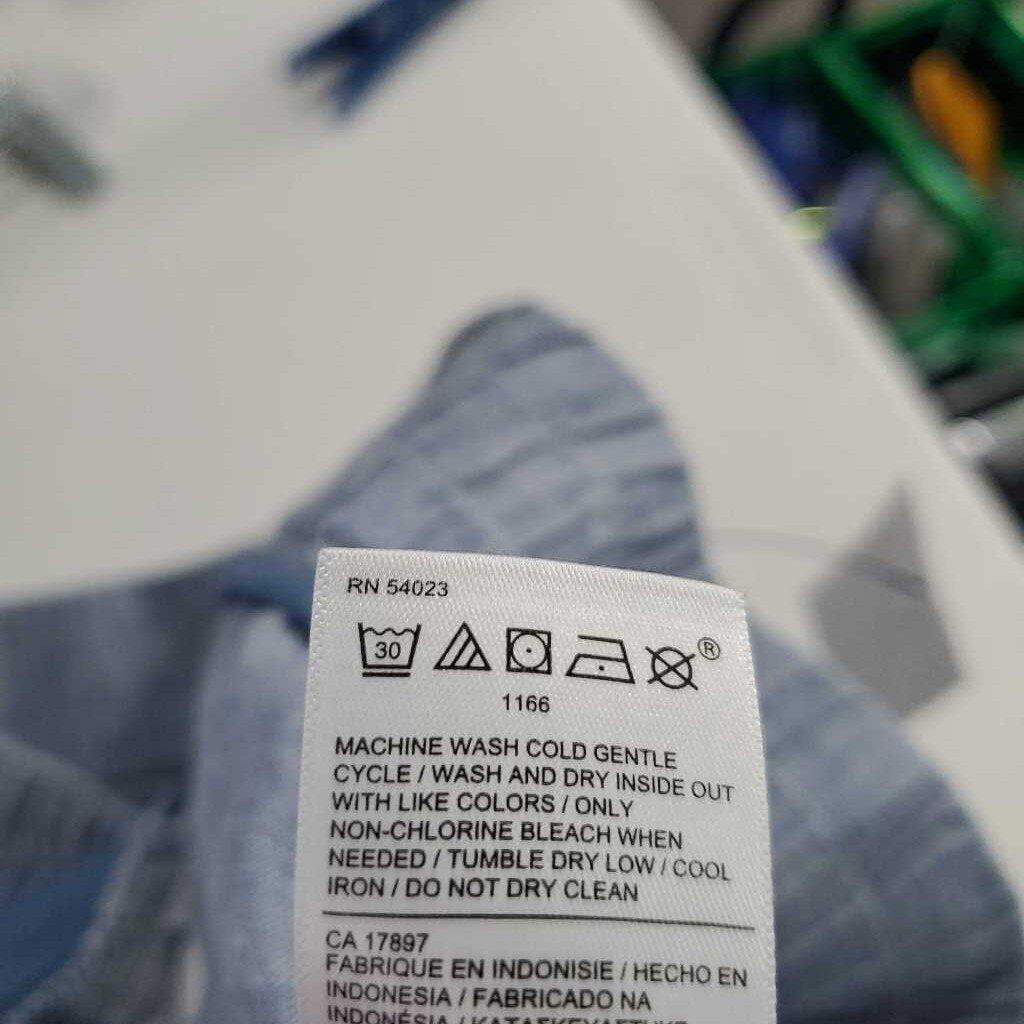 RN 54023
30
®
1166
MACHINE WASH COLD GENTLE
CYCLE / WASH AND DRY INSIDE OUT
WITH LIKE COLORS / ONLY
NON-CHLORINE BLEACH WHEN
NEEDED / TUMBLE DRY LOW / COOL
IRON / DO NOT DRY CLEAN
CA 17897
FABRIQUE EN INDONISIE / HECHO EN
INDONESIA / FABRICADO NA
INDONÉSIA /